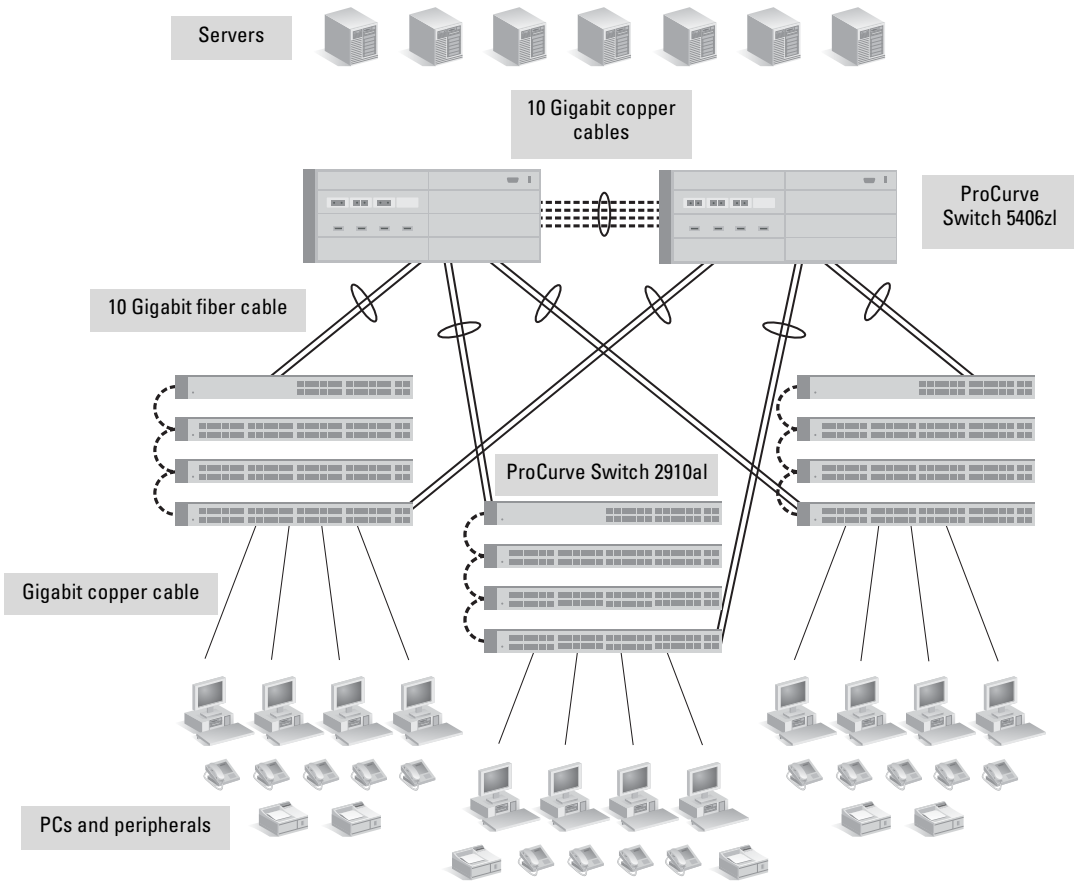 Servers
10 Gigabit copper
cables
ProCurve
Switch 5406zl
10 Gigabit fiber cable
ProCurve Switch 2910al
Gigabit copper cable
PCs and peripherals